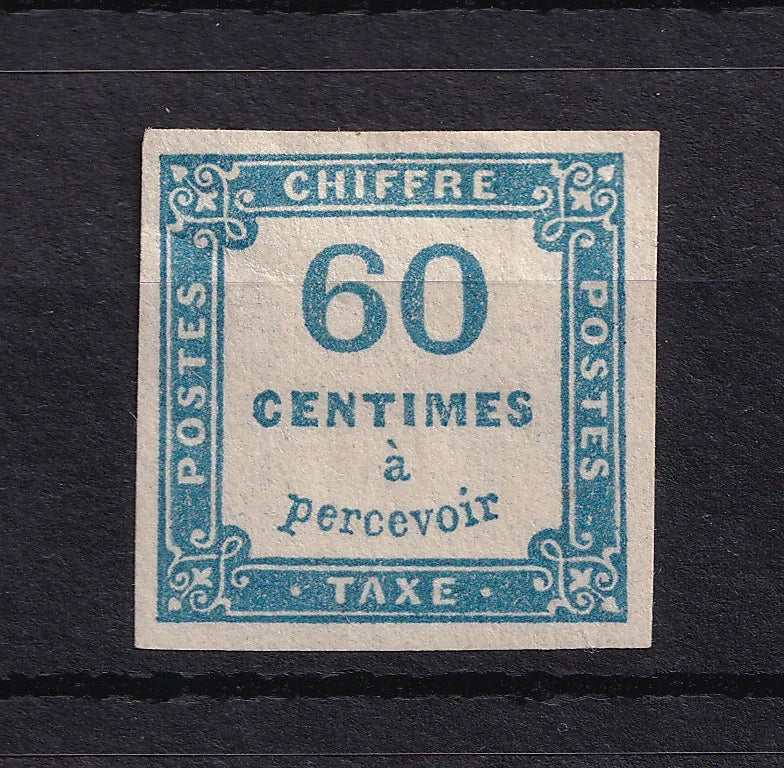 CHIFFRE
POSTES
60
CENTIMES
à
percevoir
POSTES
· TAXE ·